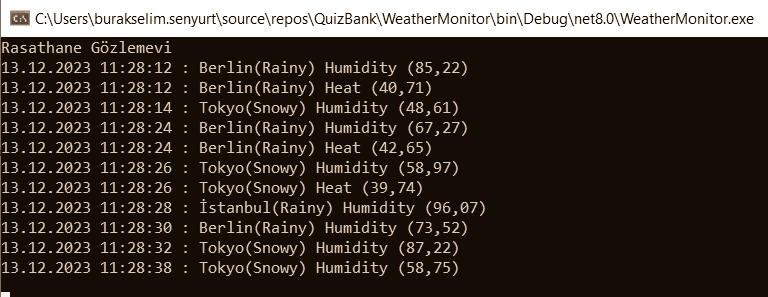 C:\Users\burakselim.senyurt\source\repos\QuizBank\WeatherMonitor\bin\Debug\net8.0\WeatherMonitor.exe
Rasathane Gözlemevi
13.12.2023 11:28:12 : Berlin(Rainy) Humidity (85,22)
13.12.2023 11:28:12 : Berlin(Rainy) Heat (40,71)
13.12.2023 11:28:14 : Tokyo(Snowy) Humidity (48,61)
13.12.2023 11:28:24 : Berlin(Rainy) Humidity (67,27)
13.12.2023 11:28:24 : Berlin(Rainy) Heat (42,65)
13.12.2023 11:28:26 : Tokyo(Snowy) Humidity (58,97)
13.12.2023 11:28:26 : Tokyo(Snowy) Heat (39,74)
13.12.2023 11:28:28 : İstanbul(Rainy) Humidity (96,07)
13.12.2023 11:28:30 : Berlin(Rainy) Humidity (73,52)
13.12.2023 11:28:32 : Tokyo(Snowy) Humidity (87,22)
13.12.2023 11:28:38 : Tokyo(Snowy) Humidity (58,75)